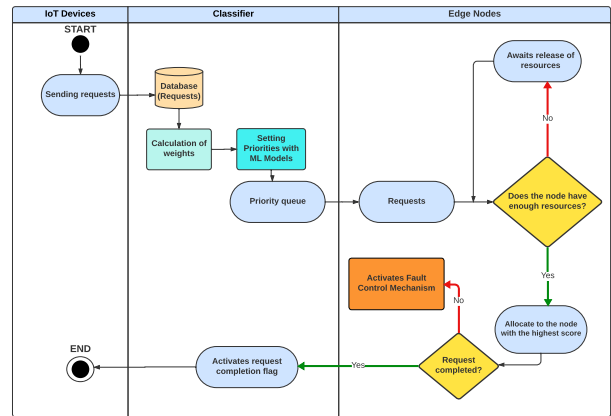 IoT Devices
Classifier
Edge Nodes
START
Sending requests
Database
(Requests)
Calculation of
weights
Setting
Priorities with
ML Models
Priority queue
Requests
Awaits release of
resources
No
Does the node have
enough resources?
Yes
Allocate to the node
with the highest score
Activates Fault
Control Mechanism
No
Request
completed?
Yes
Activates request
completion flag
END